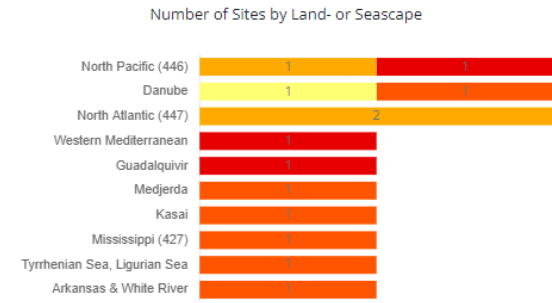 Number of Sites by Land- or Seascape
North Pacific (446) 1 1
Danube 1 1
North Atlantic (447) 2
Western Mediterranean 1
Guadalquivir 1
Medjerda 1
Kasai 1
Mississippi (427) 1
Tyrrhenian Sea, Ligurian Sea 1
Arkansas & White River 1